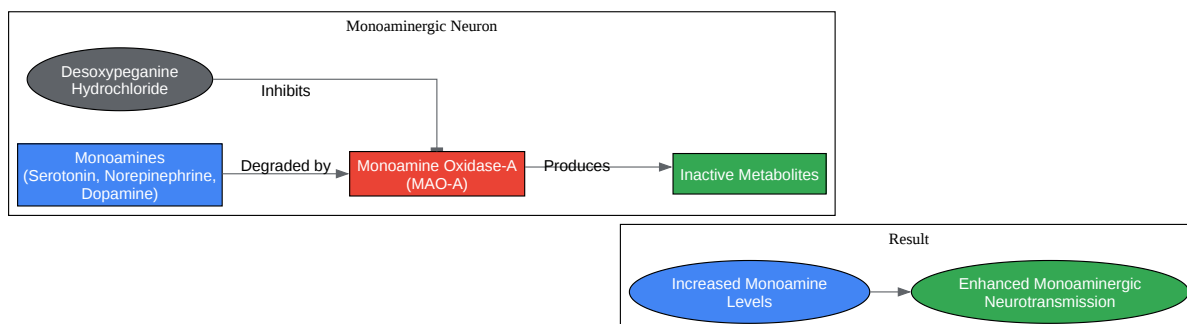 Monoaminergic Neuron
Desoxypeganine
Hydrochloride
Inhibits
Monoamines
(Serotonin, Norepinephrine,
Dopamine)
Degraded by
Monoamine Oxidase-A
(MAO-A)
Produces
Inactive Metabolites
Result
Increased Monoamine
Levels
Enhanced Monoaminergic
Neurotransmission